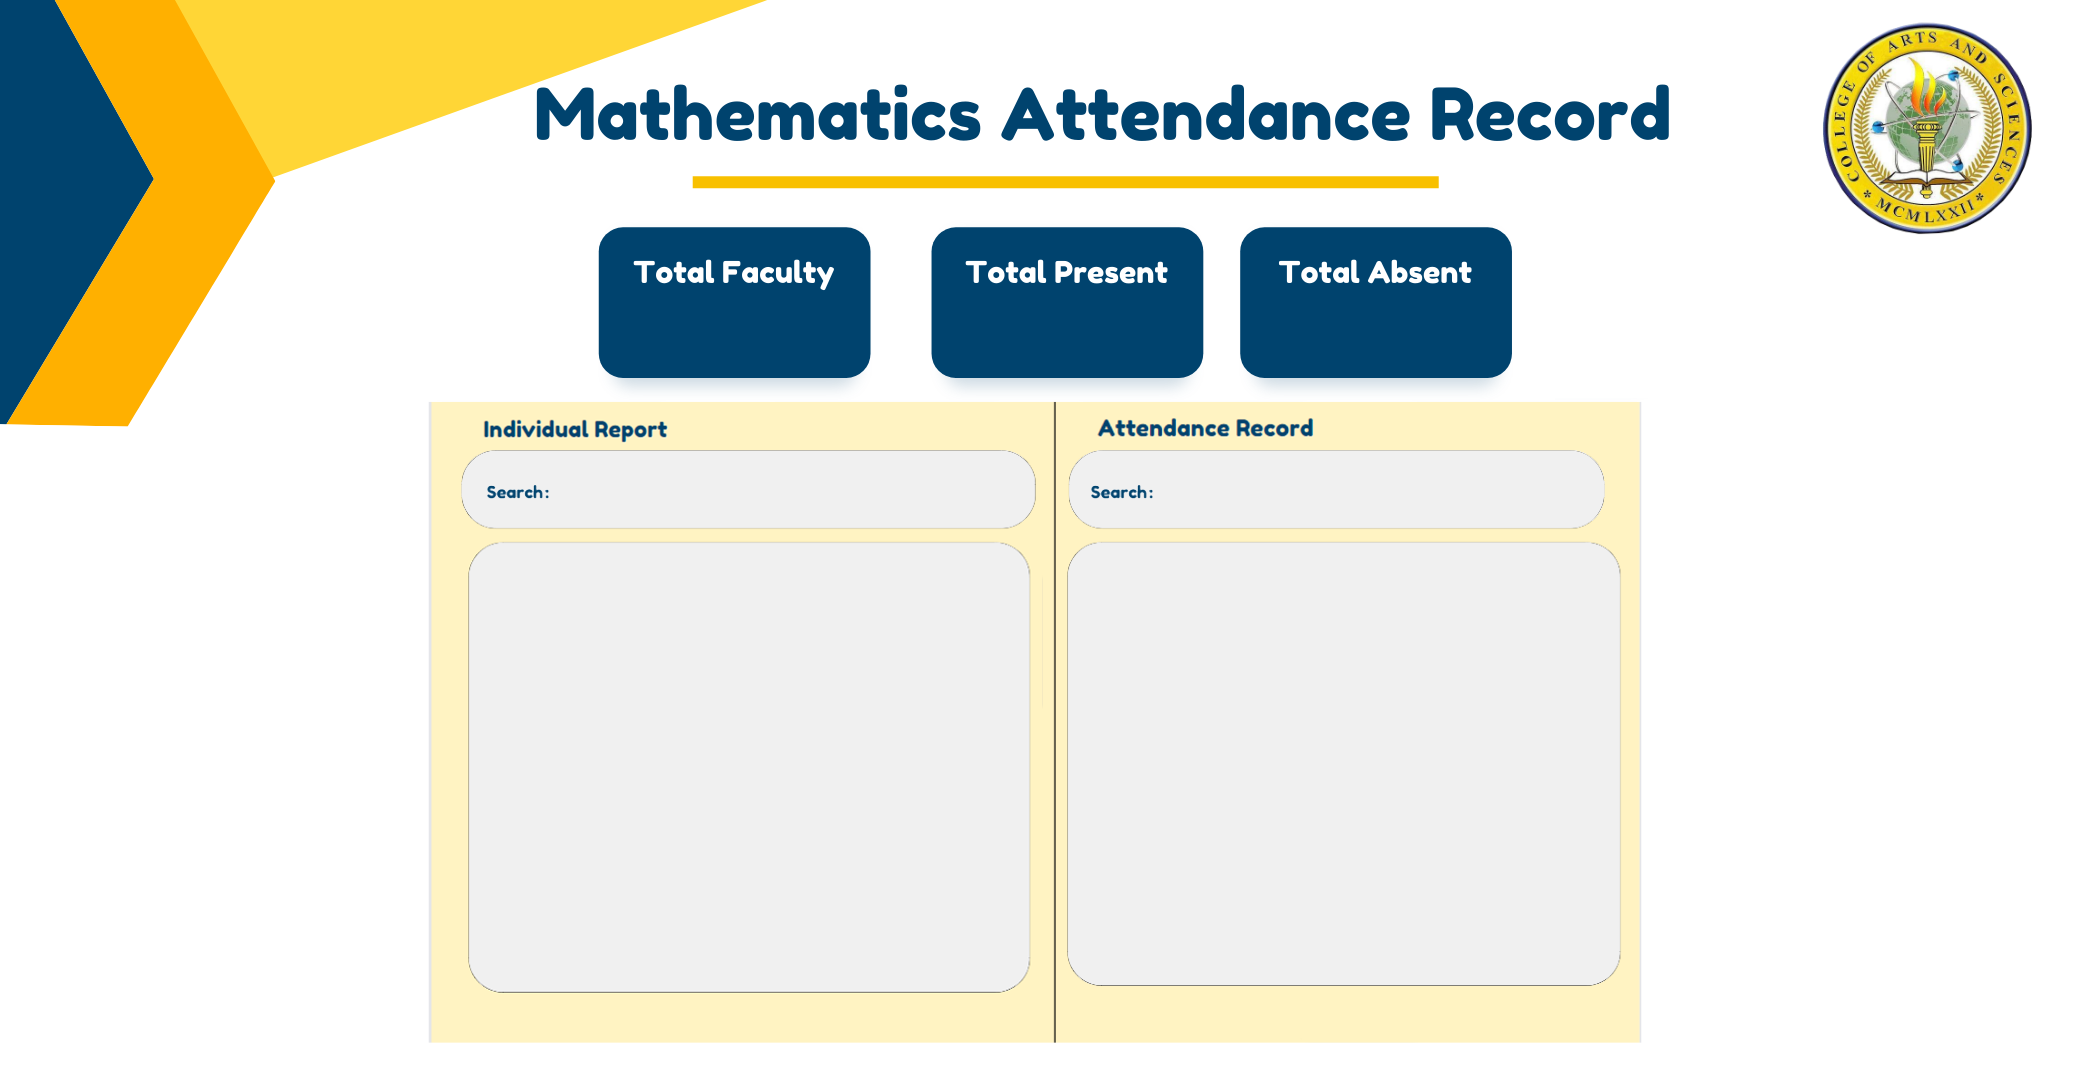 Mathematics Attendance Record
COLLEGE OF ARTS AND SCIENCES
* MCMLXXII *
Total Faculty
Total Present
Total Absent
Individual Report
Search:
Attendance Record
Search: